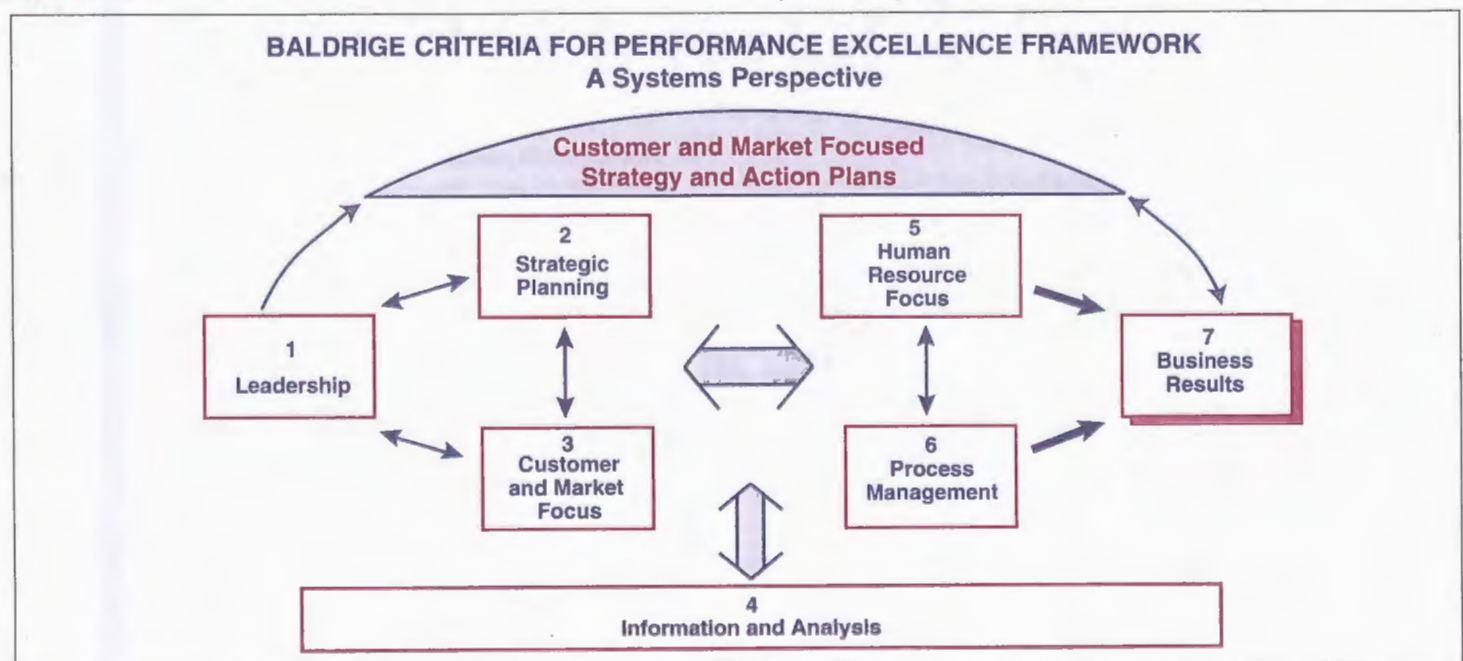 BALDRIGE CRITERIA FOR PERFORMANCE EXCELLENCE FRAMEWORK
A Systems Perspective
Customer and Market Focused
Strategy and Action Plans
1
Leadership
2
Strategic
Planning
3
Customer
and Market
Focus
5
Human
Resource
Focus
6
Process
Management
7
Business
Results
4
Information and Analysis